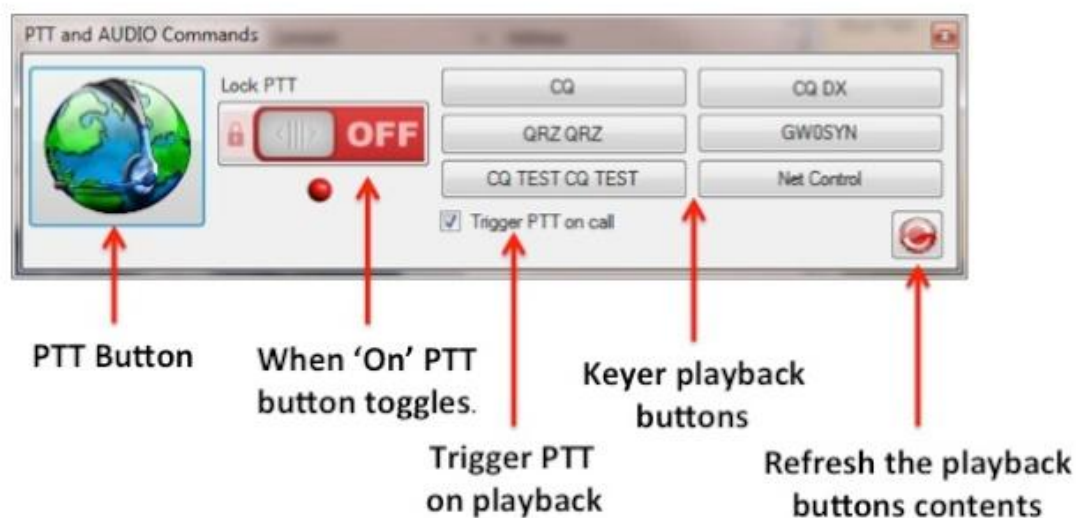 PTT and AUDIO Commands
Lock PTT
OFF
CQ
CQ DX
QRZ QRZ
GW0SYN
CQ TEST CQ TEST
Net Control
Trigger PTT on call
PTT Button
When ‘On’ PTT
button toggles.
Keyer playback
buttons
Trigger PTT
on playback
Refresh the playback
buttons contents